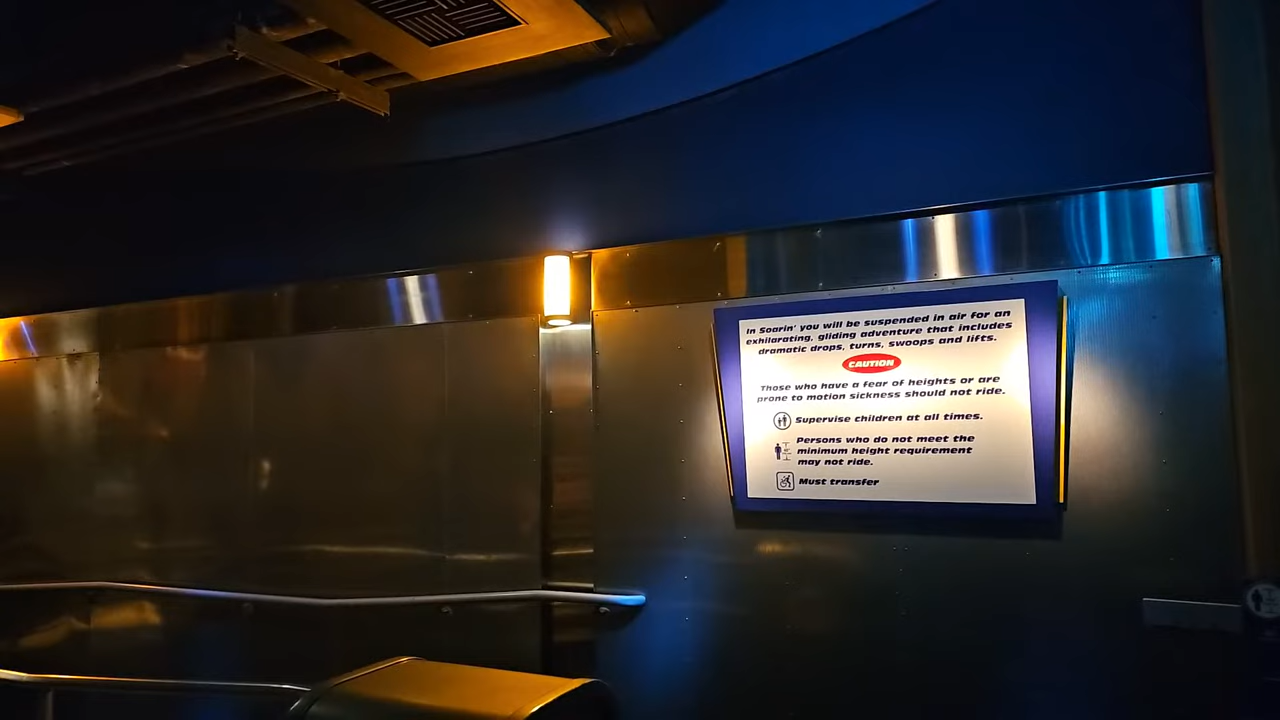 In Soarin' you will be suspended in air for an
exhilarating, gliding adventure that includes
dramatic drops, turns, swoops and lifts.
CAUTION
Those who have a fear of heights or are
prone to motion sickness should not ride.
Supervise children at all times.
Persons who do not meet the
minimum height requirement
may not ride.
Must transfer